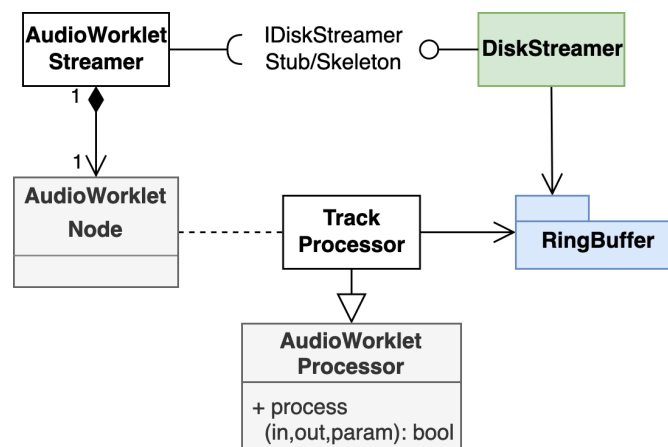 AudioWorklet
Streamer
IDiskStreamer
Stub/Skeleton
DiskStreamer
1
1
AudioWorklet
Node
Track
Processor
RingBuffer
AudioWorklet
Processor
+ process
(in,out,param): bool